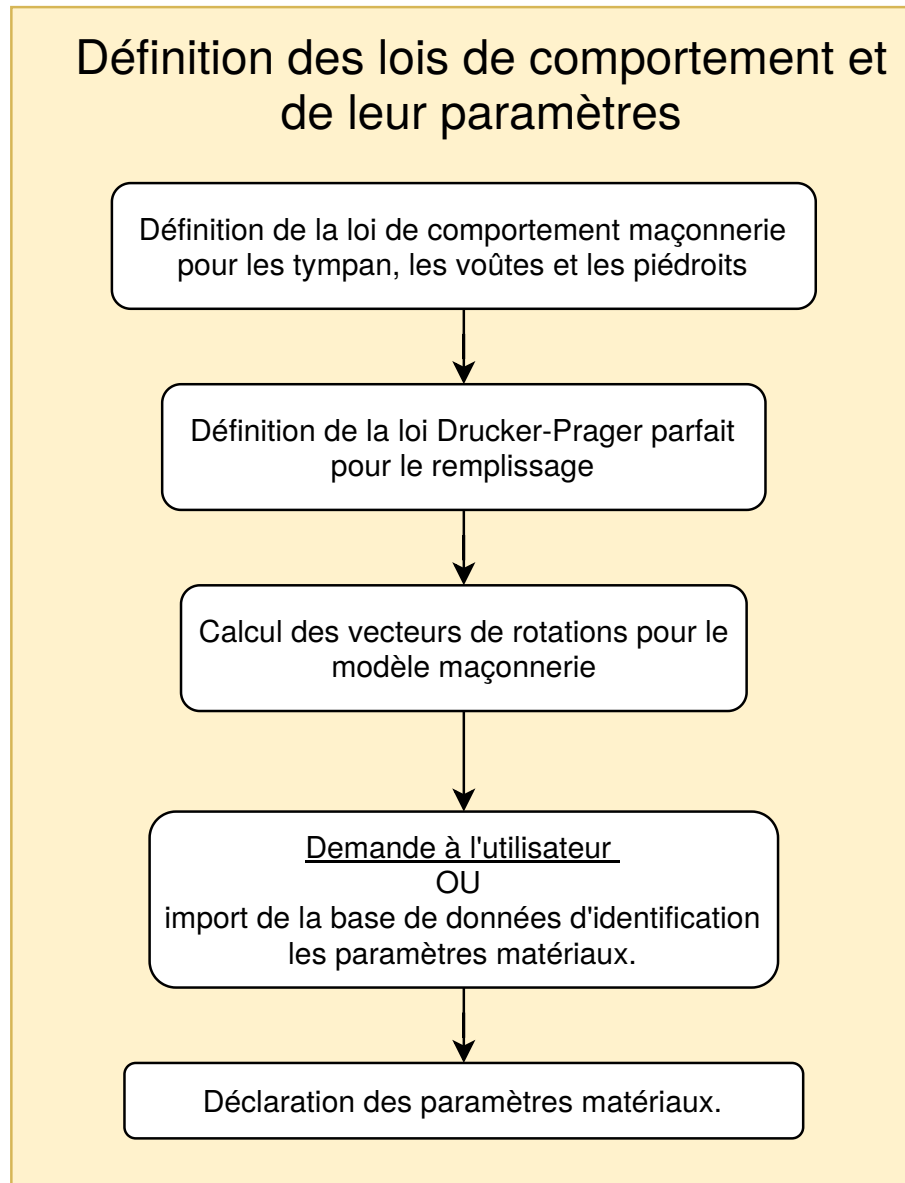 Définition des lois de comportement et
de leur paramètres
Définition de la loi de comportement maçonnerie
pour les tympan, les voûtes et les piédroits
Définition de la loi Drucker-Prager parfait
pour le remplissage
Calcul des vecteurs de rotations pour le
modèle maçonnerie
Demande à l'utilisateur
OU
import de la base de données d'identification
les paramètres matériaux.
Déclaration des paramètres matériaux.